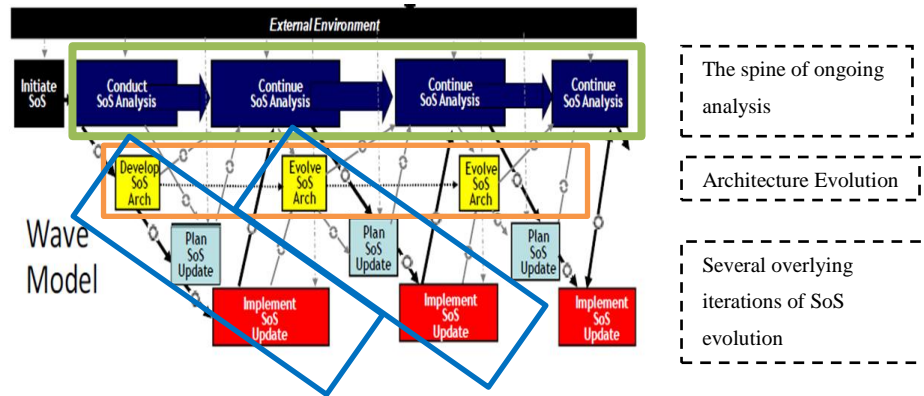 External Environment
Initiate
SoS
Conduct
SoS Analysis
Continue
SoS Analysis
Continue
SoS Analysis
Continue
SoS Analysis
The spine of ongoing
analysis
Develop
SoS
Arch
Evolve
SoS
Arch
Evolve
SoS
Arch
Architecture Evolution
Wave
Model
Plan
SoS
Update
Plan
SoS
Update
Plan
SoS
Update
Implement
SoS
Update
Implement
SoS
Update
Implement
SoS
Update
Several overlying
iterations of SoS
evolution